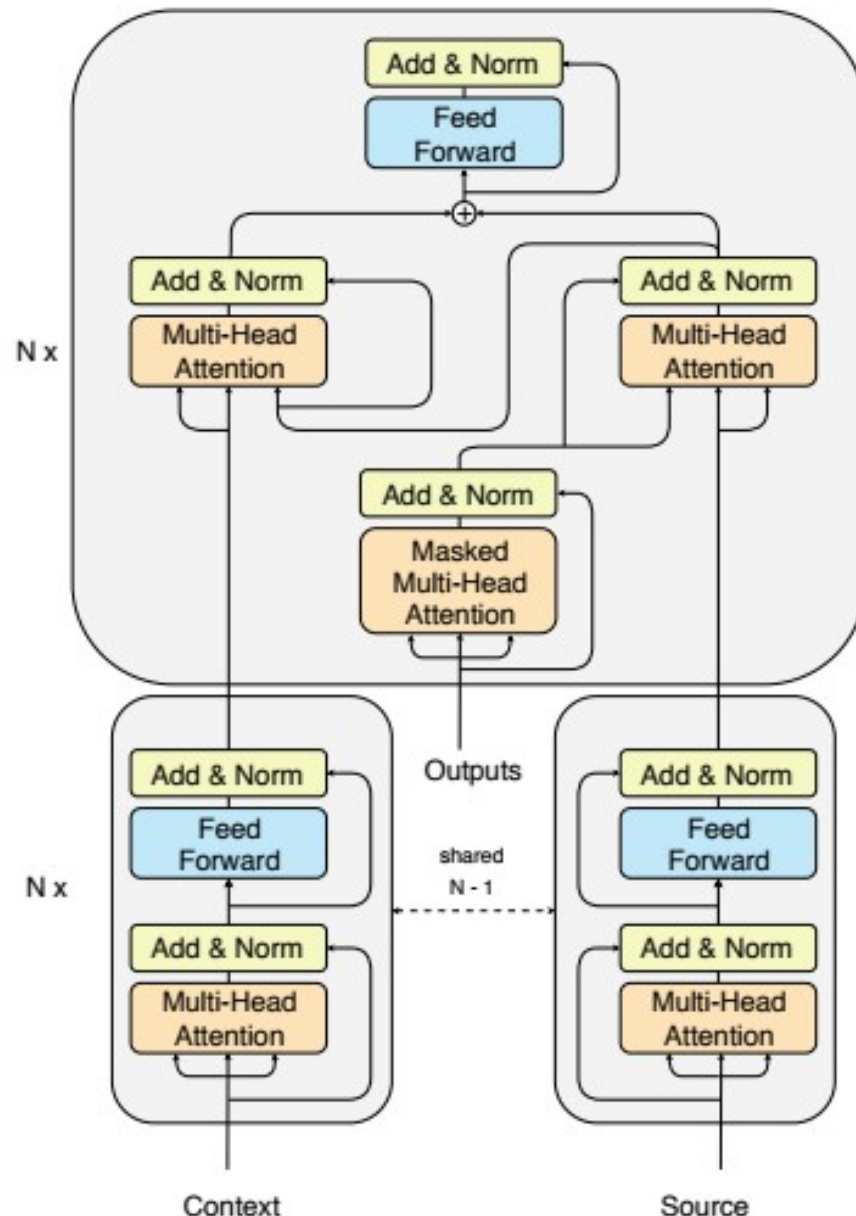 Add & Norm
Feed
Forward
Add & Norm
Multi-Head
Attention
Add & Norm
Multi-Head
Attention
N x
Add & Norm
Masked
Multi-Head
Attention
Outputs
Add & Norm
Feed
Forward
Add & Norm
Multi-Head
Attention
N x
shared
N - 1
Add & Norm
Feed
Forward
Add & Norm
Multi-Head
Attention
Context
Source